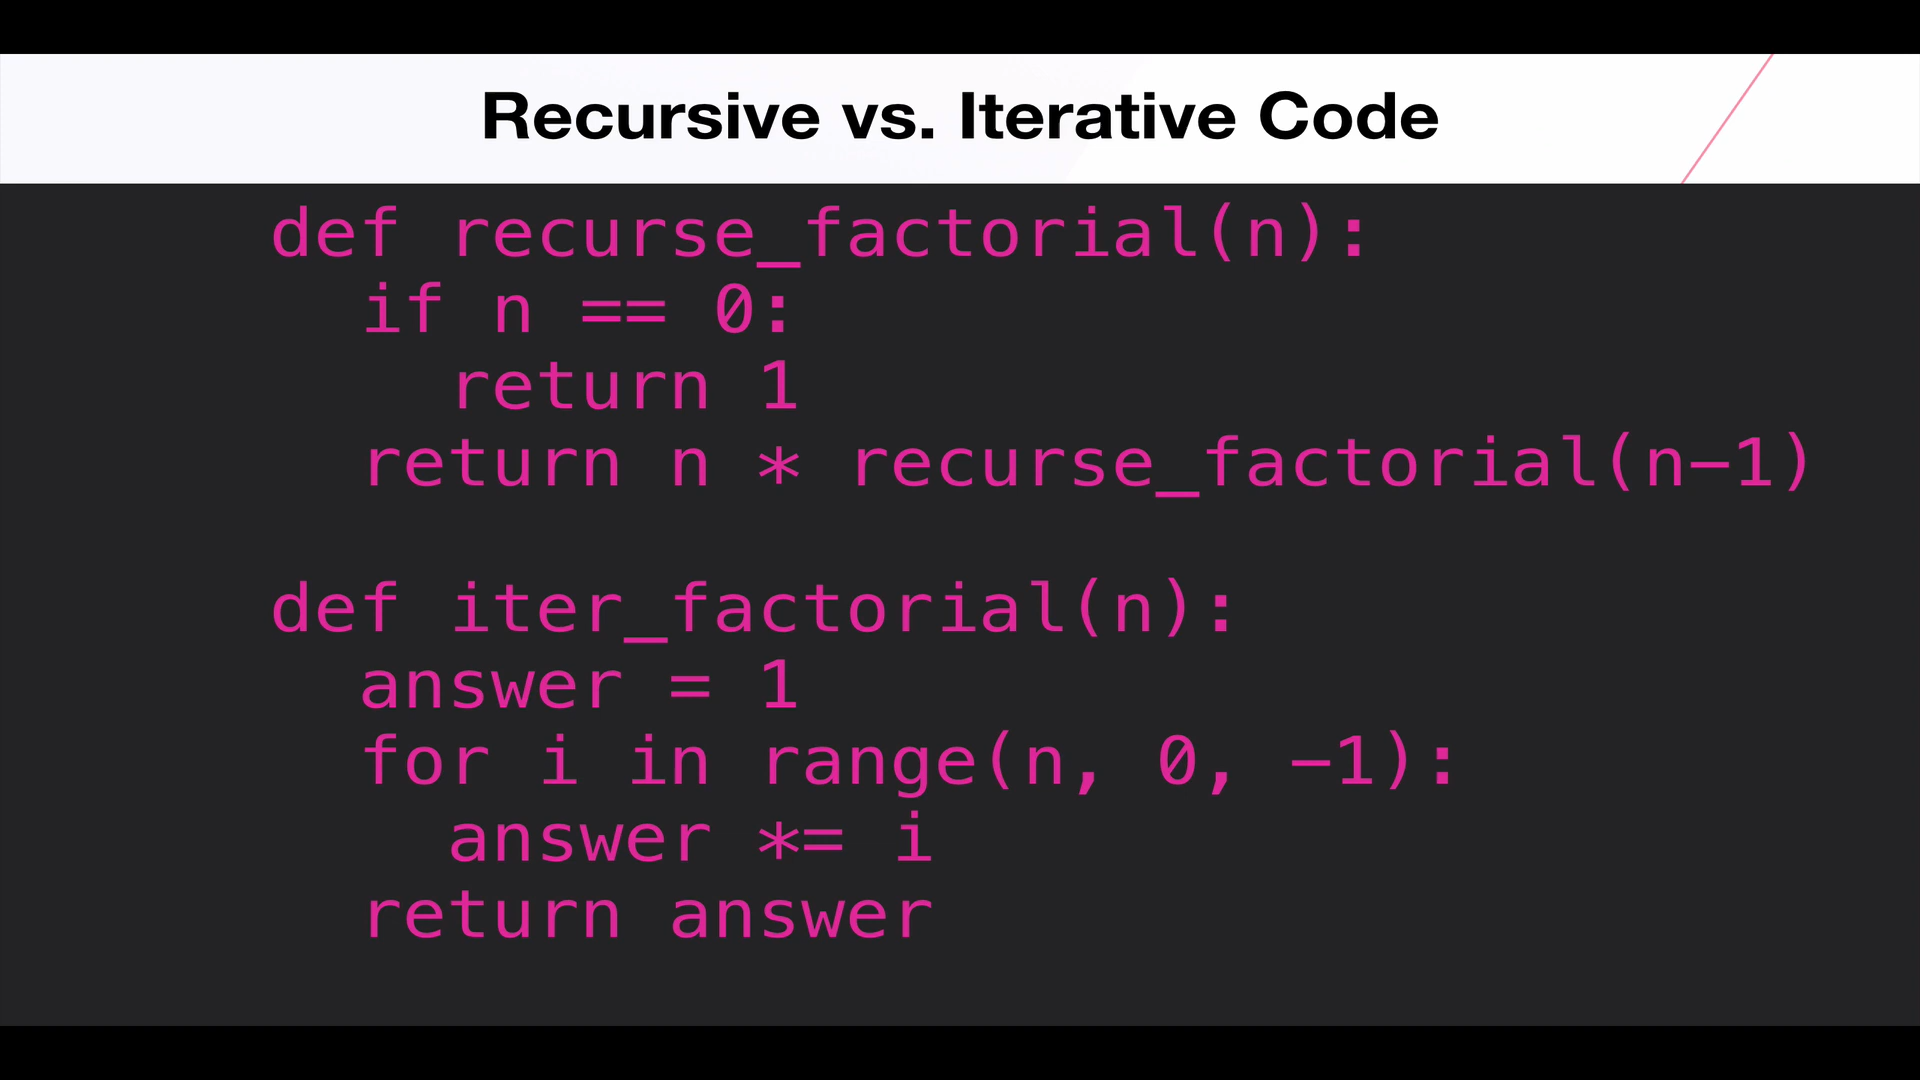 Recursive vs. Iterative Code
def recurse_factorial(n):
  if n == 0:
    return 1
  return n * recurse_factorial(n-1)
def iter_factorial(n):
  answer = 1
  for i in range(n, 0, -1):
    answer *= i
  return answer